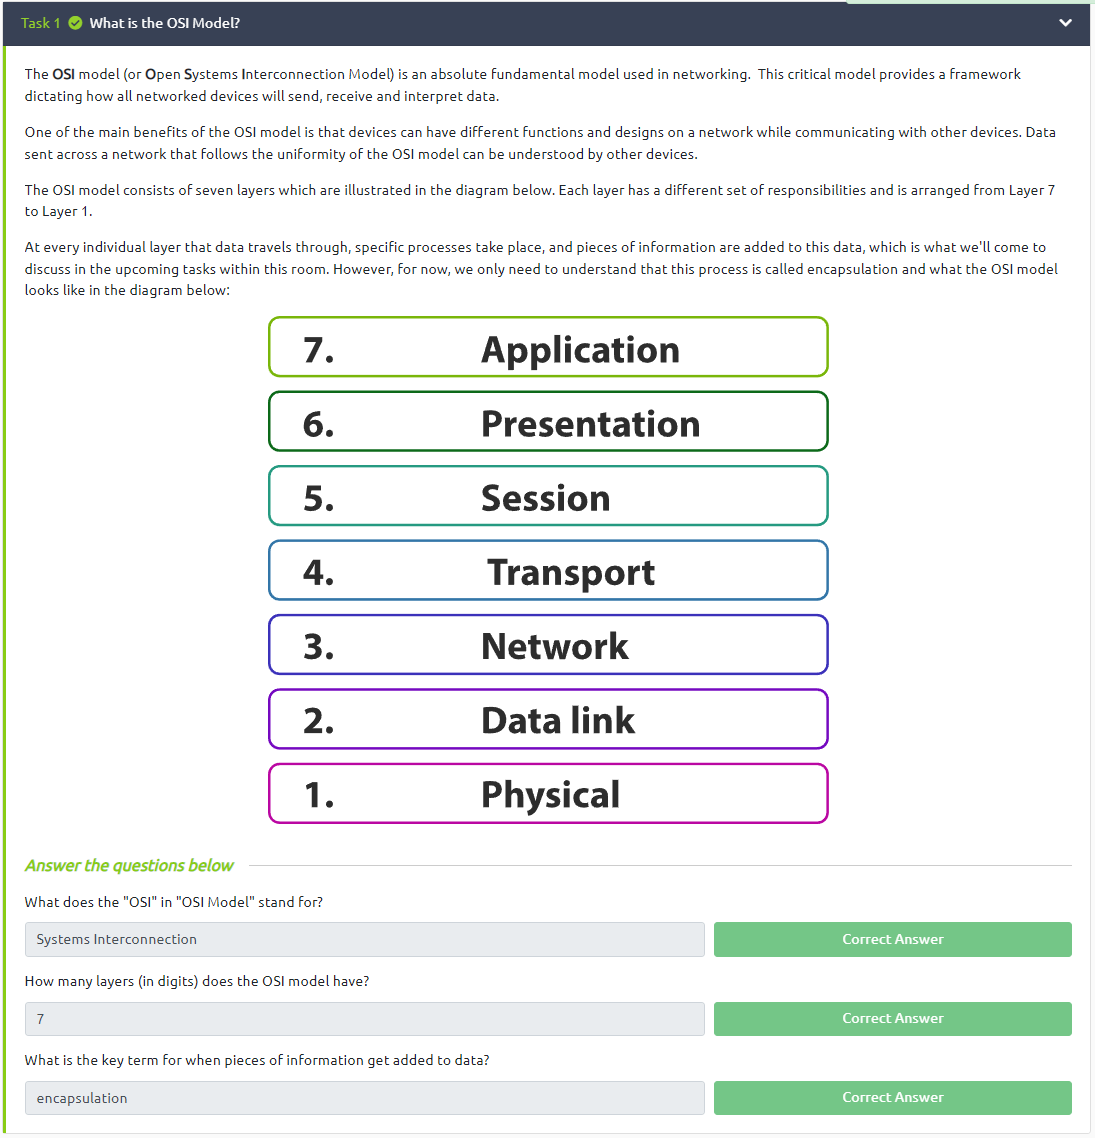 Task 1 What is the OSI Model?
The OSI model (or Open Systems Interconnection Model) is an absolute fundamental model used in networking.  This critical model provides a framework
dictating how all networked devices will send, receive and interpret data.
One of the main benefits of the OSI model is that devices can have different functions and designs on a network while communicating with other devices. Data
sent across a network that follows the uniformity of the OSI model can be understood by other devices.
The OSI model consists of seven layers which are illustrated in the diagram below. Each layer has a different set of responsibilities and is arranged from Layer 7
to Layer 1.
At every individual layer that data travels through, specific processes take place, and pieces of information are added to this data, which is what we'll come to
discuss in the upcoming tasks within this room. However, for now, we only need to understand that this process is called encapsulation and what the OSI model
looks like in the diagram below:
7. Application
6. Presentation
5. Session
4. Transport
3. Network
2. Data link
1. Physical
Answer the questions below
What does the "OSI" in "OSI Model" stand for?
Systems Interconnection Correct Answer
How many layers (in digits) does the OSI model have?
7 Correct Answer
What is the key term for when pieces of information get added to data?
encapsulation Correct Answer